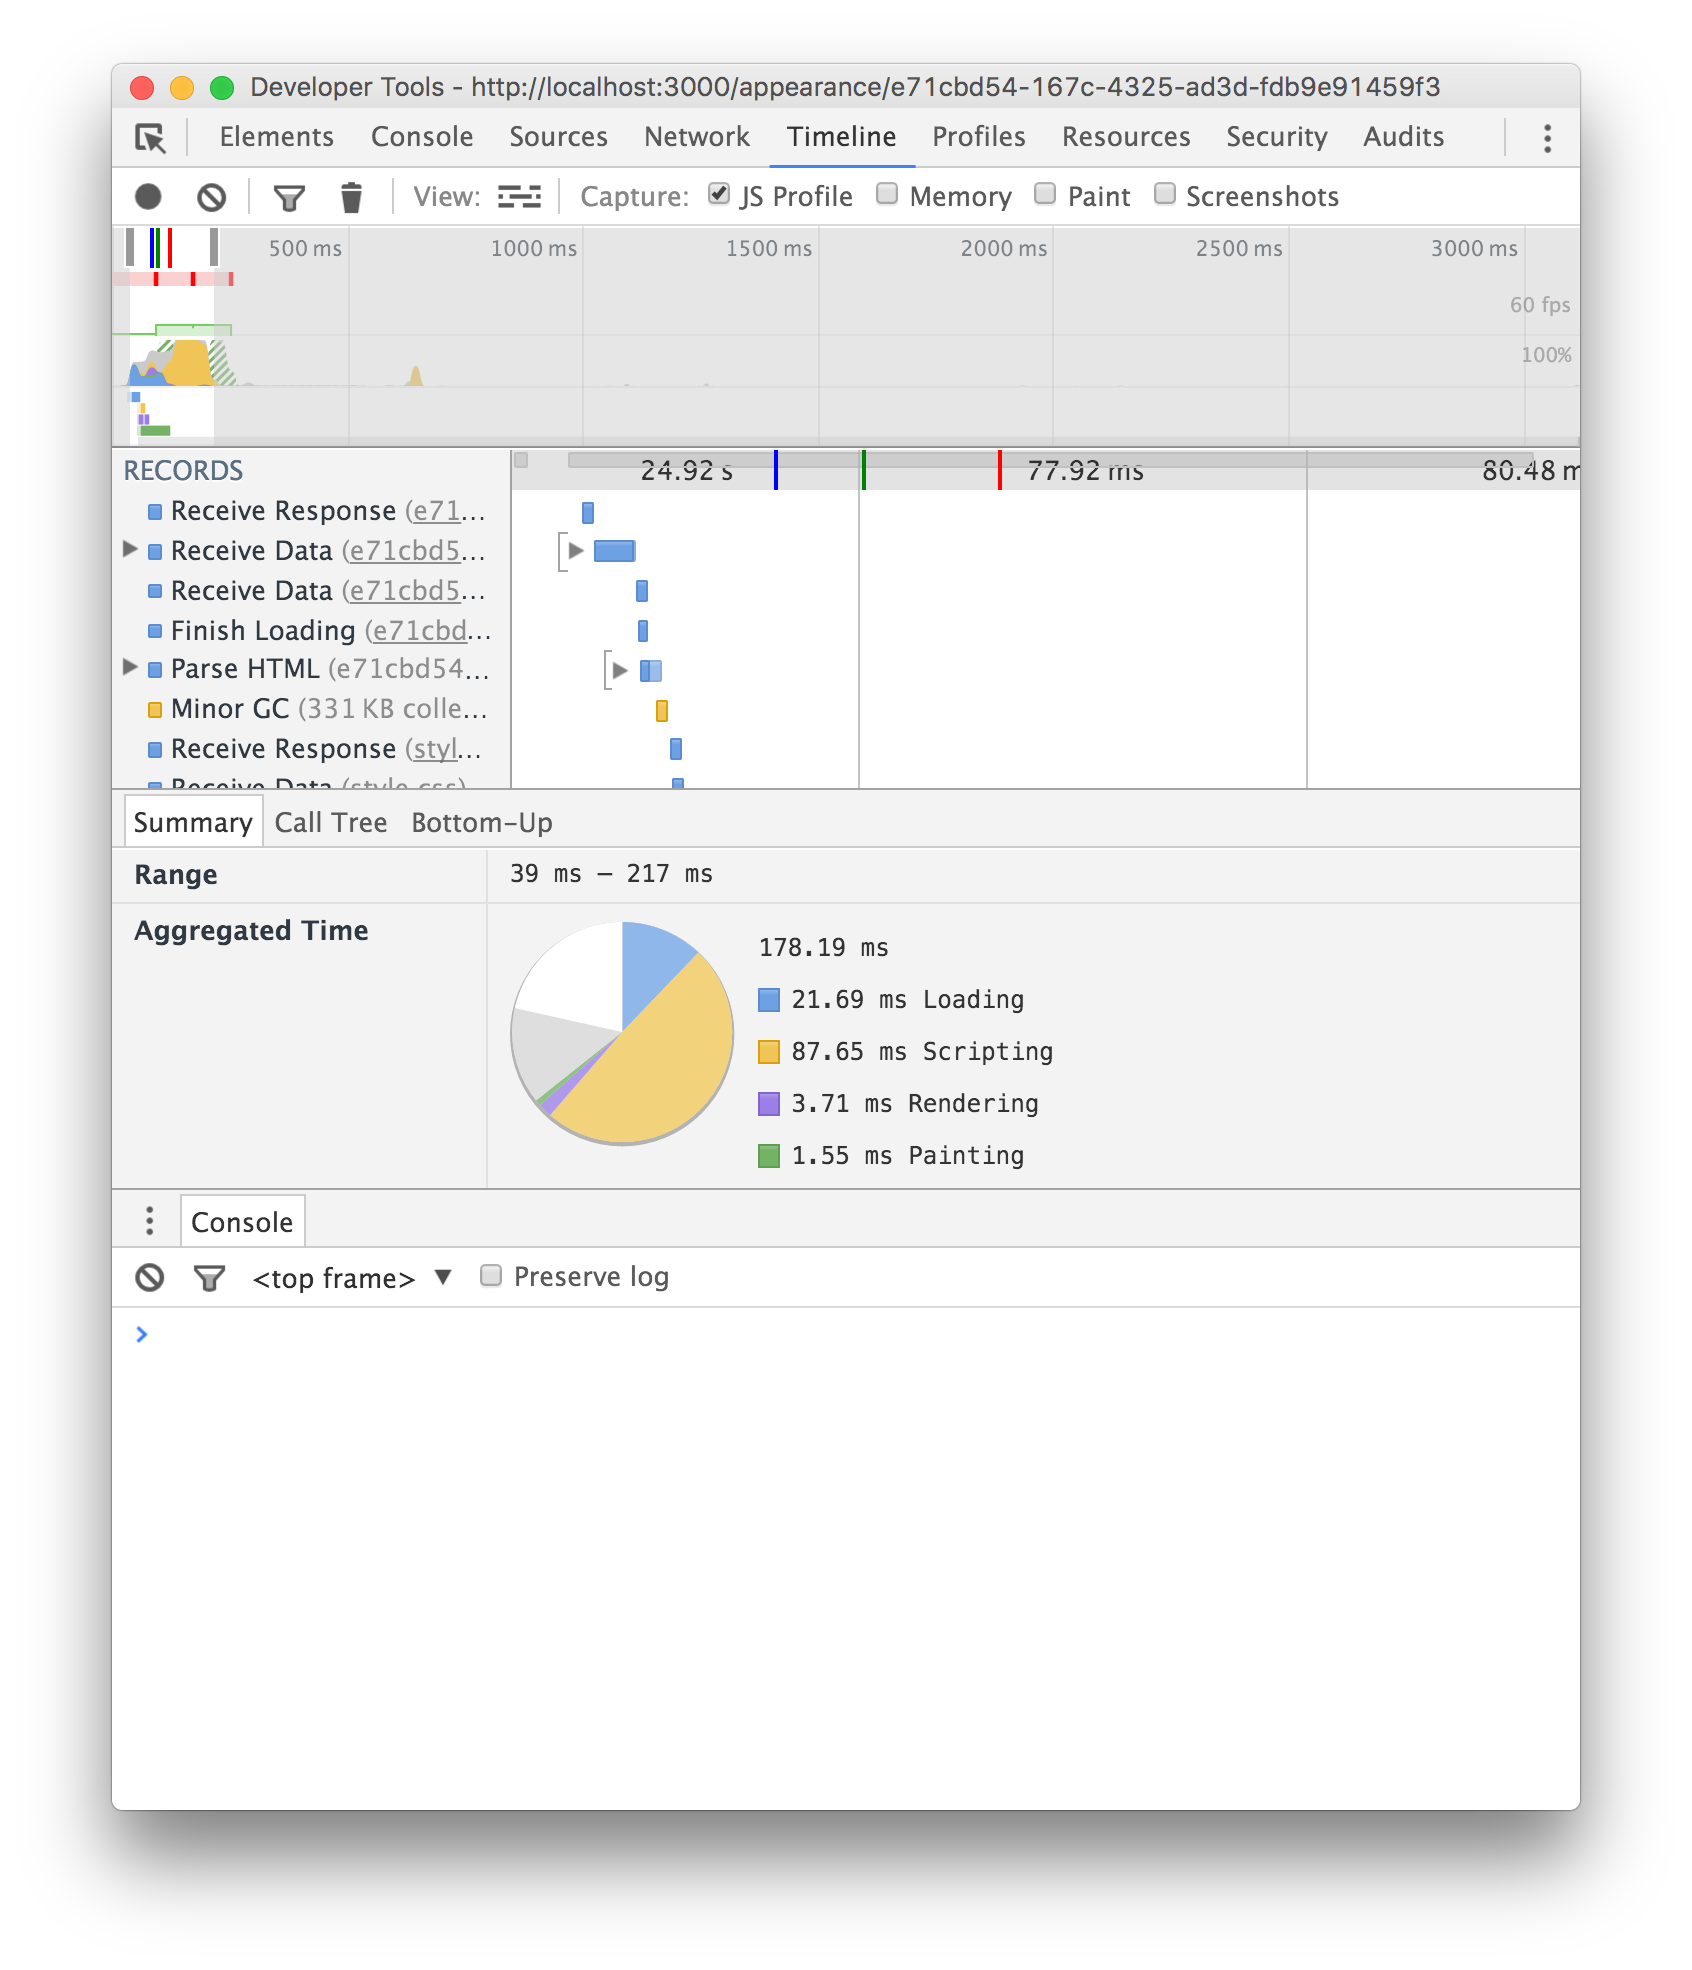 Developer Tools - http://localhost:3000/appearance/e71cbd54-167c-4325-ad3d-fdb9e91459f3
Elements Console Sources Network Timeline Profiles Resources Security Audits
View: Capture: JS Profile Memory Paint Screenshots
500 ms 1000 ms 1500 ms 2000 ms 2500 ms 3000 ms
60 fps
100%
RECORDS 24.92 s 77.92 ms 80.48 m
Receive Response (e71...
Receive Data (e71cbd5...
Receive Data (e71cbd5...
Finish Loading (e71cbd...
Parse HTML (e71cbd54...
Minor GC (331 KB colle...
Receive Response (styl...
Receive Data (style.css)
Summary Call Tree Bottom-Up
Range 39 ms – 217 ms
Aggregated Time
178.19 ms
21.69 ms Loading
87.65 ms Scripting
3.71 ms Rendering
1.55 ms Painting
Console
<top frame> ▼ Preserve log
>